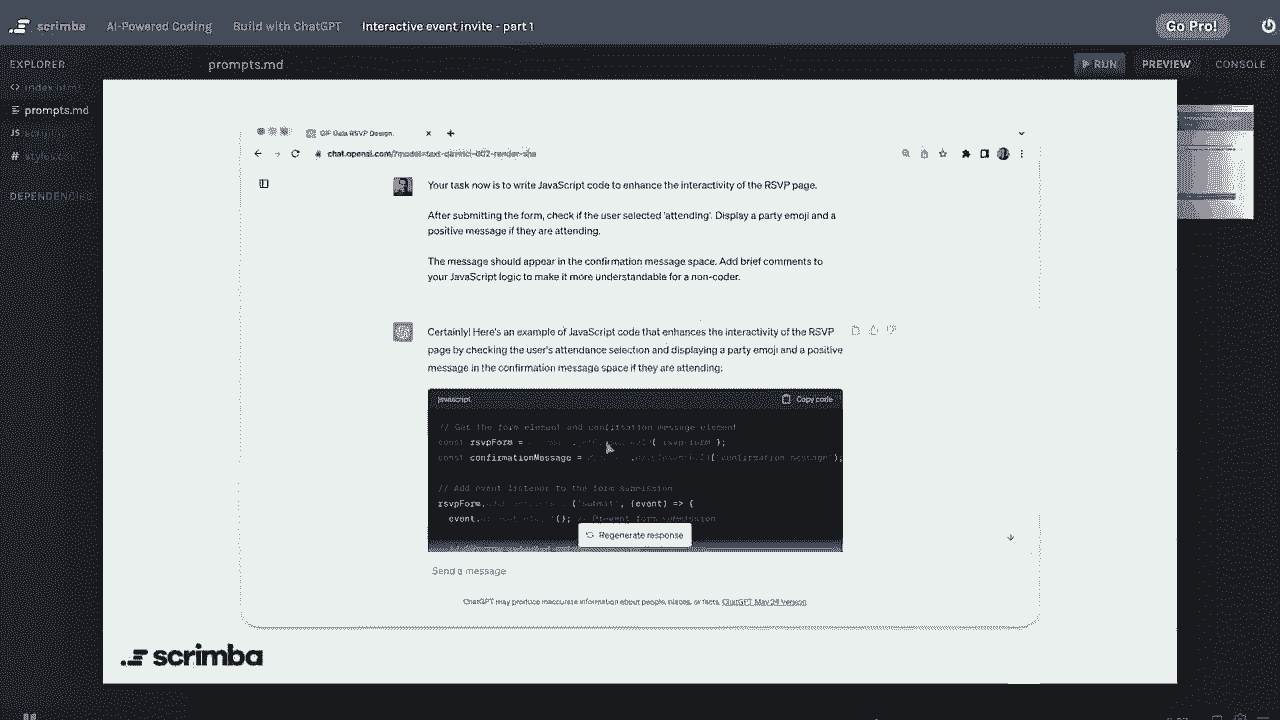 scrimba
AI-Powered Coding with ChatGPT
Interactive event invite - part 1
Go Pro!
EXPLORER
prompts.md
RUN
PREVIEW
CONSOLE
index.html
prompts.md
JS
# styles
DEPENDENCIES
GIF Gala RSVP Design.
chat.openai.com/?model=text-davinci-002-render-sha
Your task now is to write JavaScript code to enhance the interactivity of the RSVP page.
After submitting the form, check if the user selected 'attending'. Display a party emoji and a
positive message if they are attending.
The message should appear in the confirmation message space. Add brief comments to
your JavaScript logic to make it more understandable for a non-coder.
Certainly! Here's an example of JavaScript code that enhances the interactivity of the RSVP
page by checking the user's attendance selection and displaying a party emoji and a positive
message in the confirmation message space if they are attending:
javascript
Copy code
// Get the form element and confirmation message element
const rsvpForm = ('rsvp-form');
const confirmationMessage = ('confirmation-message');
// Add event listener to the form submission
rsvpForm. ('submit', (event) => {
event. (); // Prevent form submission
Regenerate response
Send a message
ChatGPT may produce inaccurate information about people, places, or facts. ChatGPT May 24 Version
scrimba